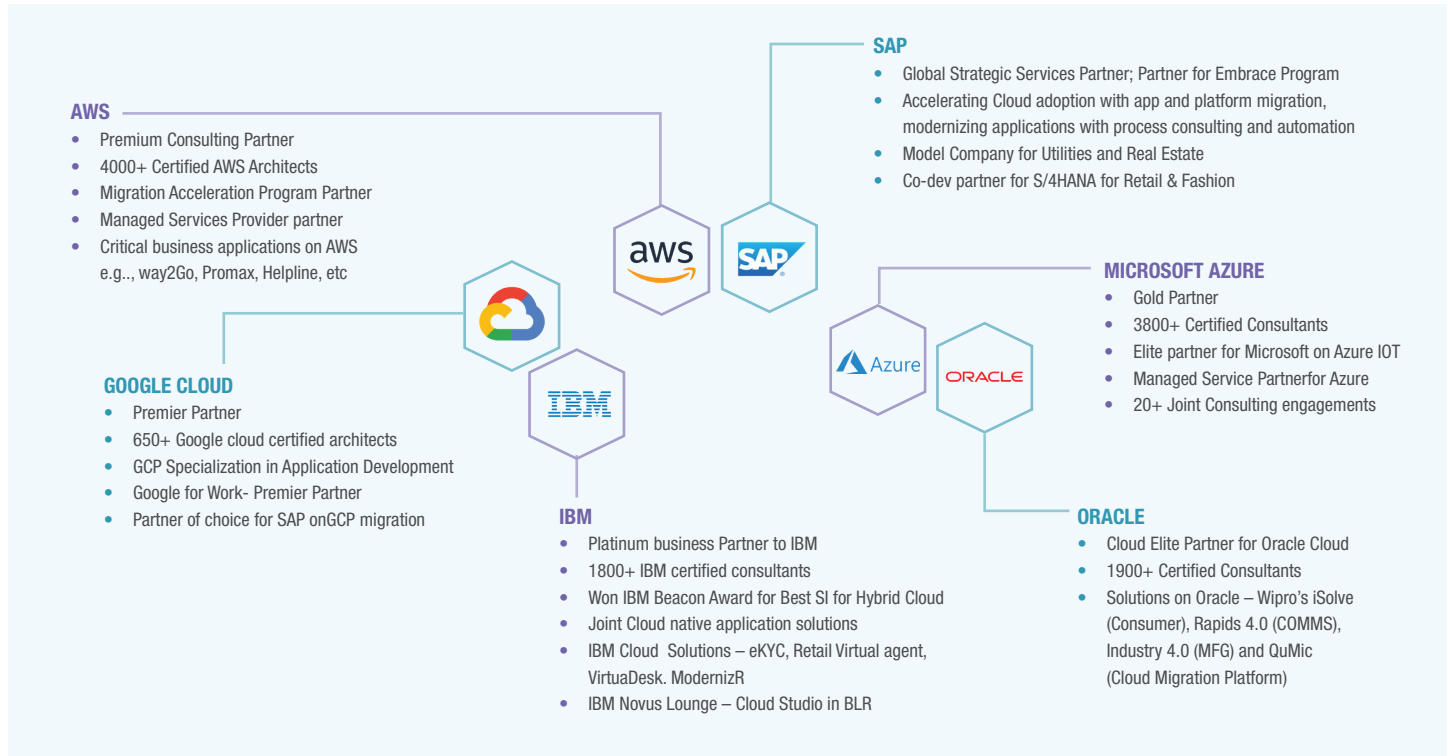 SAP
• Global Strategic Services Partner; Partner for Embrace Program
• Accelerating Cloud adoption with app and platform migration,
modernizing applications with process consulting and automation
• Model Company for Utilities and Real Estate
• Co-dev partner for S/4HANA for Retail & Fashion
AWS
• Premium Consulting Partner
• 4000+ Certified AWS Architects
• Migration Acceleration Program Partner
• Managed Services Provider partner
• Critical business applications on AWS
e.g.., way2Go, Promax, Helpline, etc
aws
SAP
®
MICROSOFT AZURE
• Gold Partner
• 3800+ Certified Consultants
• Elite partner for Microsoft on Azure IOT
• Managed Service Partnerfor Azure
• 20+ Joint Consulting engagements
Azure
ORACLE
GOOGLE CLOUD
• Premier Partner
• 650+ Google cloud certified architects
• GCP Specialization in Application Development
• Google for Work- Premier Partner
• Partner of choice for SAP onGCP migration
IBM
IBM
• Platinum business Partner to IBM
• 1800+ IBM certified consultants
• Won IBM Beacon Award for Best SI for Hybrid Cloud
• Joint Cloud native application solutions
• IBM Cloud  Solutions – eKYC, Retail Virtual agent,
VirtuaDesk. ModernizR
• IBM Novus Lounge – Cloud Studio in BLR
ORACLE
• Cloud Elite Partner for Oracle Cloud
• 1900+ Certified Consultants
• Solutions on Oracle – Wipro’s iSolve
(Consumer), Rapids 4.0 (COMMS),
Industry 4.0 (MFG) and QuMic
(Cloud Migration Platform)